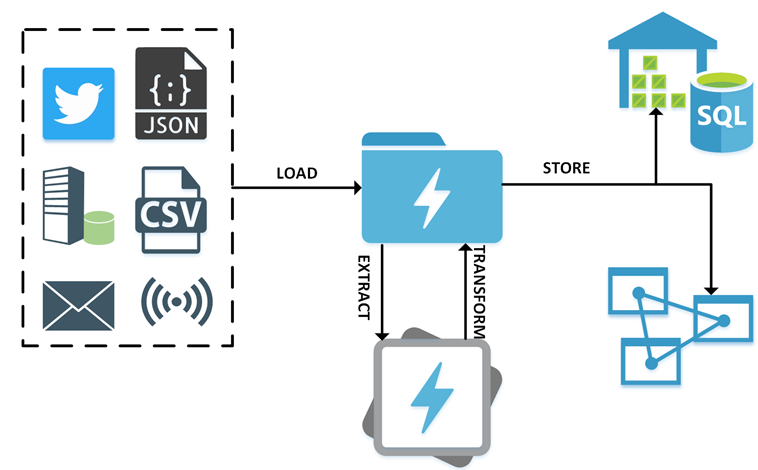 {;}
JSON
CSV
LOAD
EXTRACT
TRANSFORM
STORE
SQL